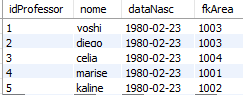 idProfessor nome dataNasc fkArea
1 voshi 1980-02-23 1003
2 diego 1980-02-23 1003
3 celia 1980-02-23 1004
4 marise 1980-02-23 1001
5 kaline 1980-02-23 1002